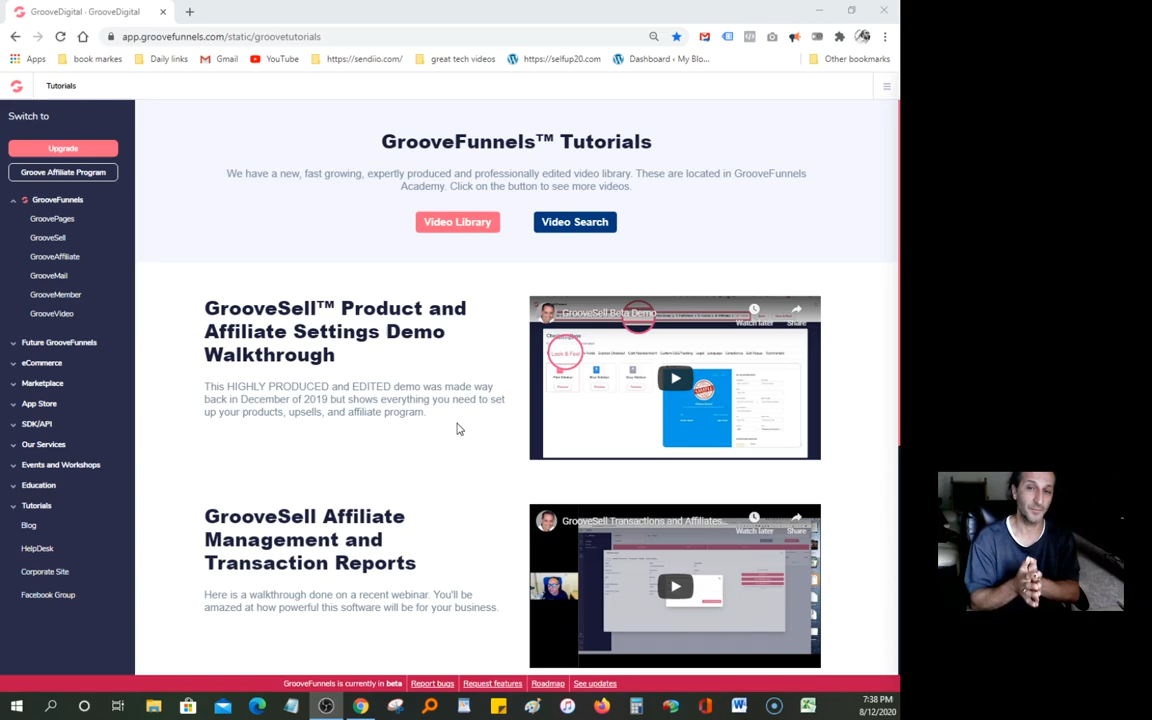 GrooveDigital - GrooveDigital
app.groovefunnels.com/static/groovetutorials
Apps
book markes
Daily links
Gmail
YouTube
https://sendiio.com/
great tech videos
https://selfup20.com
Dashboard ‹ My Blo...
Other bookmarks
Tutorials
Switch to
Upgrade
Groove Affiliate Program
GrooveFunnels
GroovePages
GrooveSell
GrooveAffiliate
GrooveMail
GrooveMember
GrooveVideo
Future GrooveFunnels
eCommerce
Marketplace
App Store
SDK/API
Our Services
Events and Workshops
Education
Tutorials
Blog
HelpDesk
Corporate Site
Facebook Group
GrooveFunnels™ Tutorials
We have a new, fast growing, expertly produced and professionally edited video library. These are located in GrooveFunnels
Academy. Click on the button to see more videos.
Video Library
Video Search
GrooveSell™ Product and
Affiliate Settings Demo
Walkthrough
This HIGHLY PRODUCED and EDITED demo was made way
back in December of 2019 but shows everything you need to set
up your products, upsells, and affiliate program.
GrooveSell Beta Demo
Watch later
Share
GrooveSell Affiliate
Management and
Transaction Reports
Here is a walkthrough done on a recent webinar. You'll be
amazed at how powerful this software will be for your business.
GrooveSell Transactions and Affiliates...
Watch later
Share
GrooveFunnels is currently in beta
Report bugs
Request features
Roadmap
See updates
7:38 PM
8/12/2020